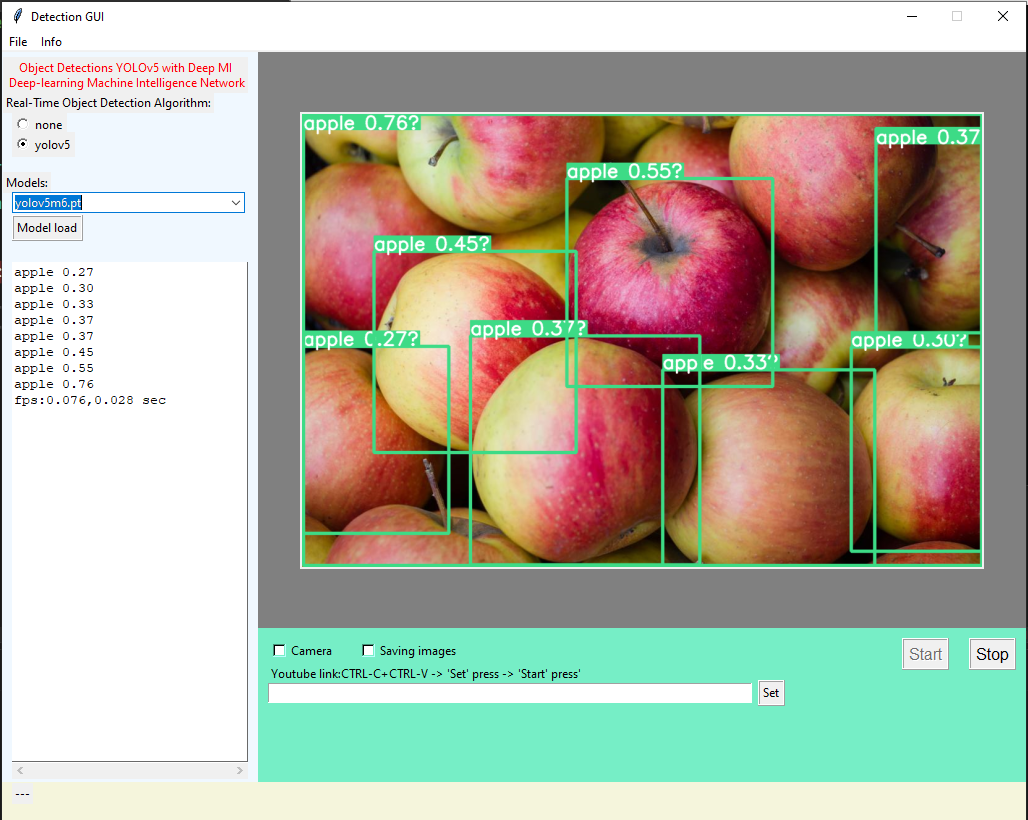 Detection GUI
File Info
Object Detections YOLOv5 with Deep MI
Deep-learning Machine Intelligence Network
Real-Time Object Detection Algorithm:
none
yolov5
Models:
yolov5m6.pt
Model load
apple 0.27
apple 0.30
apple 0.33
apple 0.37
apple 0.37
apple 0.45
apple 0.55
apple 0.76
fps:0.076,0.028 sec
apple 0.76?
apple 0.37
apple 0.55?
apple 0.45?
apple 0.37?
apple 0.27?
apple 0.30?
apple 0.33?
Camera
Saving images
Start
Stop
Youtube link:CTRL-C+CTRL-V -> 'Set' press -> 'Start' press'
Set
---